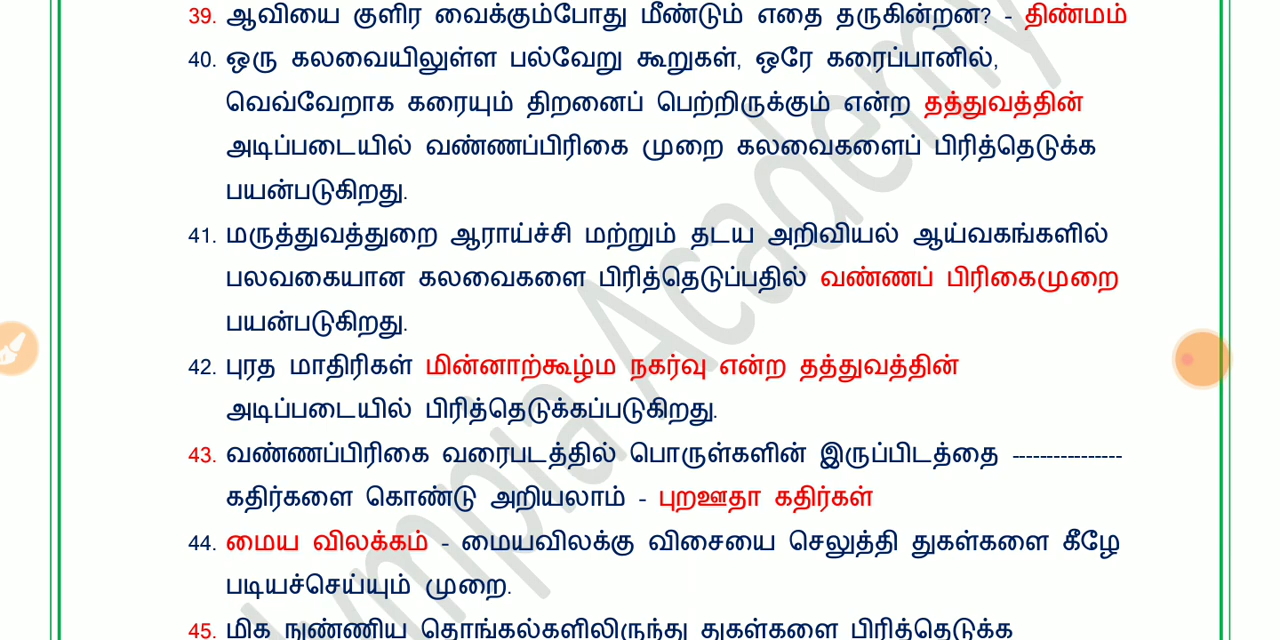 39. ஆவியை குளிர வைக்கும்போது மீண்டும் எதை தருகின்றன? - திண்மம்
40. ஒரு கலவையிலுள்ள பல்வேறு கூறுகள், ஒரே கரைப்பானில்,
வெவ்வேறாக கரையும் திறனைப் பெற்றிருக்கும் என்ற தத்துவத்தின்
அடிப்படையில் வண்ணப்பிரிகை முறை கலவைகளைப் பிரித்தெடுக்க
பயன்படுகிறது.
41. மருத்துவத்துறை ஆராய்ச்சி மற்றும் தடய அறிவியல் ஆய்வகங்களில்
பலவகையான கலவைகளை பிரித்தெடுப்பதில் வண்ணப் பிரிகைமுறை
பயன்படுகிறது.
42. புரத மாதிரிகள் மின்னாற்கூழ்ம நகர்வு என்ற தத்துவத்தின்
அடிப்படையில் பிரித்தெடுக்கப்படுகிறது.
43. வண்ணப்பிரிகை வரைபடத்தில் பொருள்களின் இருப்பிடத்தை ----------------
கதிர்களை கொண்டு அறியலாம் - புறஊதா கதிர்கள்
44. மைய விலக்கம் - மையவிலக்கு விசையை செலுத்தி துகள்களை கீழே
படியச்செய்யும் முறை.
45. மிக நுண்ணிய தொங்கல்களிலிருந்து துகள்களை பிரித்தெடுக்க
ympia Academy